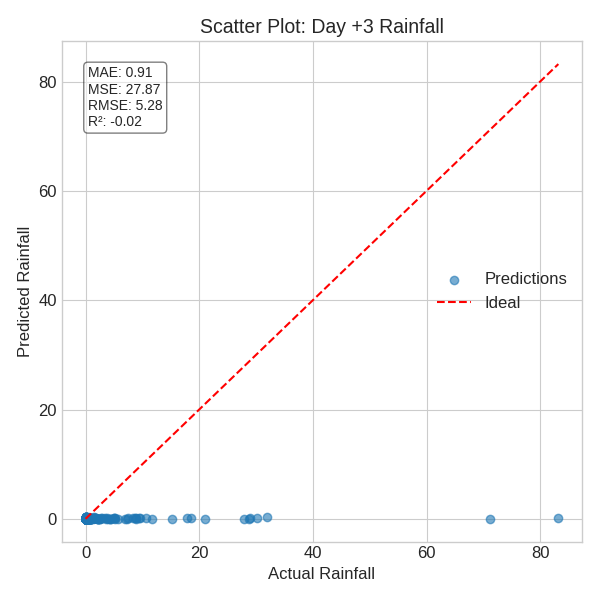 Scatter Plot: Day +3 Rainfall
MAE: 0.91
MSE: 27.87
RMSE: 5.28
R²: -0.02
80
60
40
20
0
Predicted Rainfall
Predictions
Ideal
0 20 40 60 80
Actual Rainfall